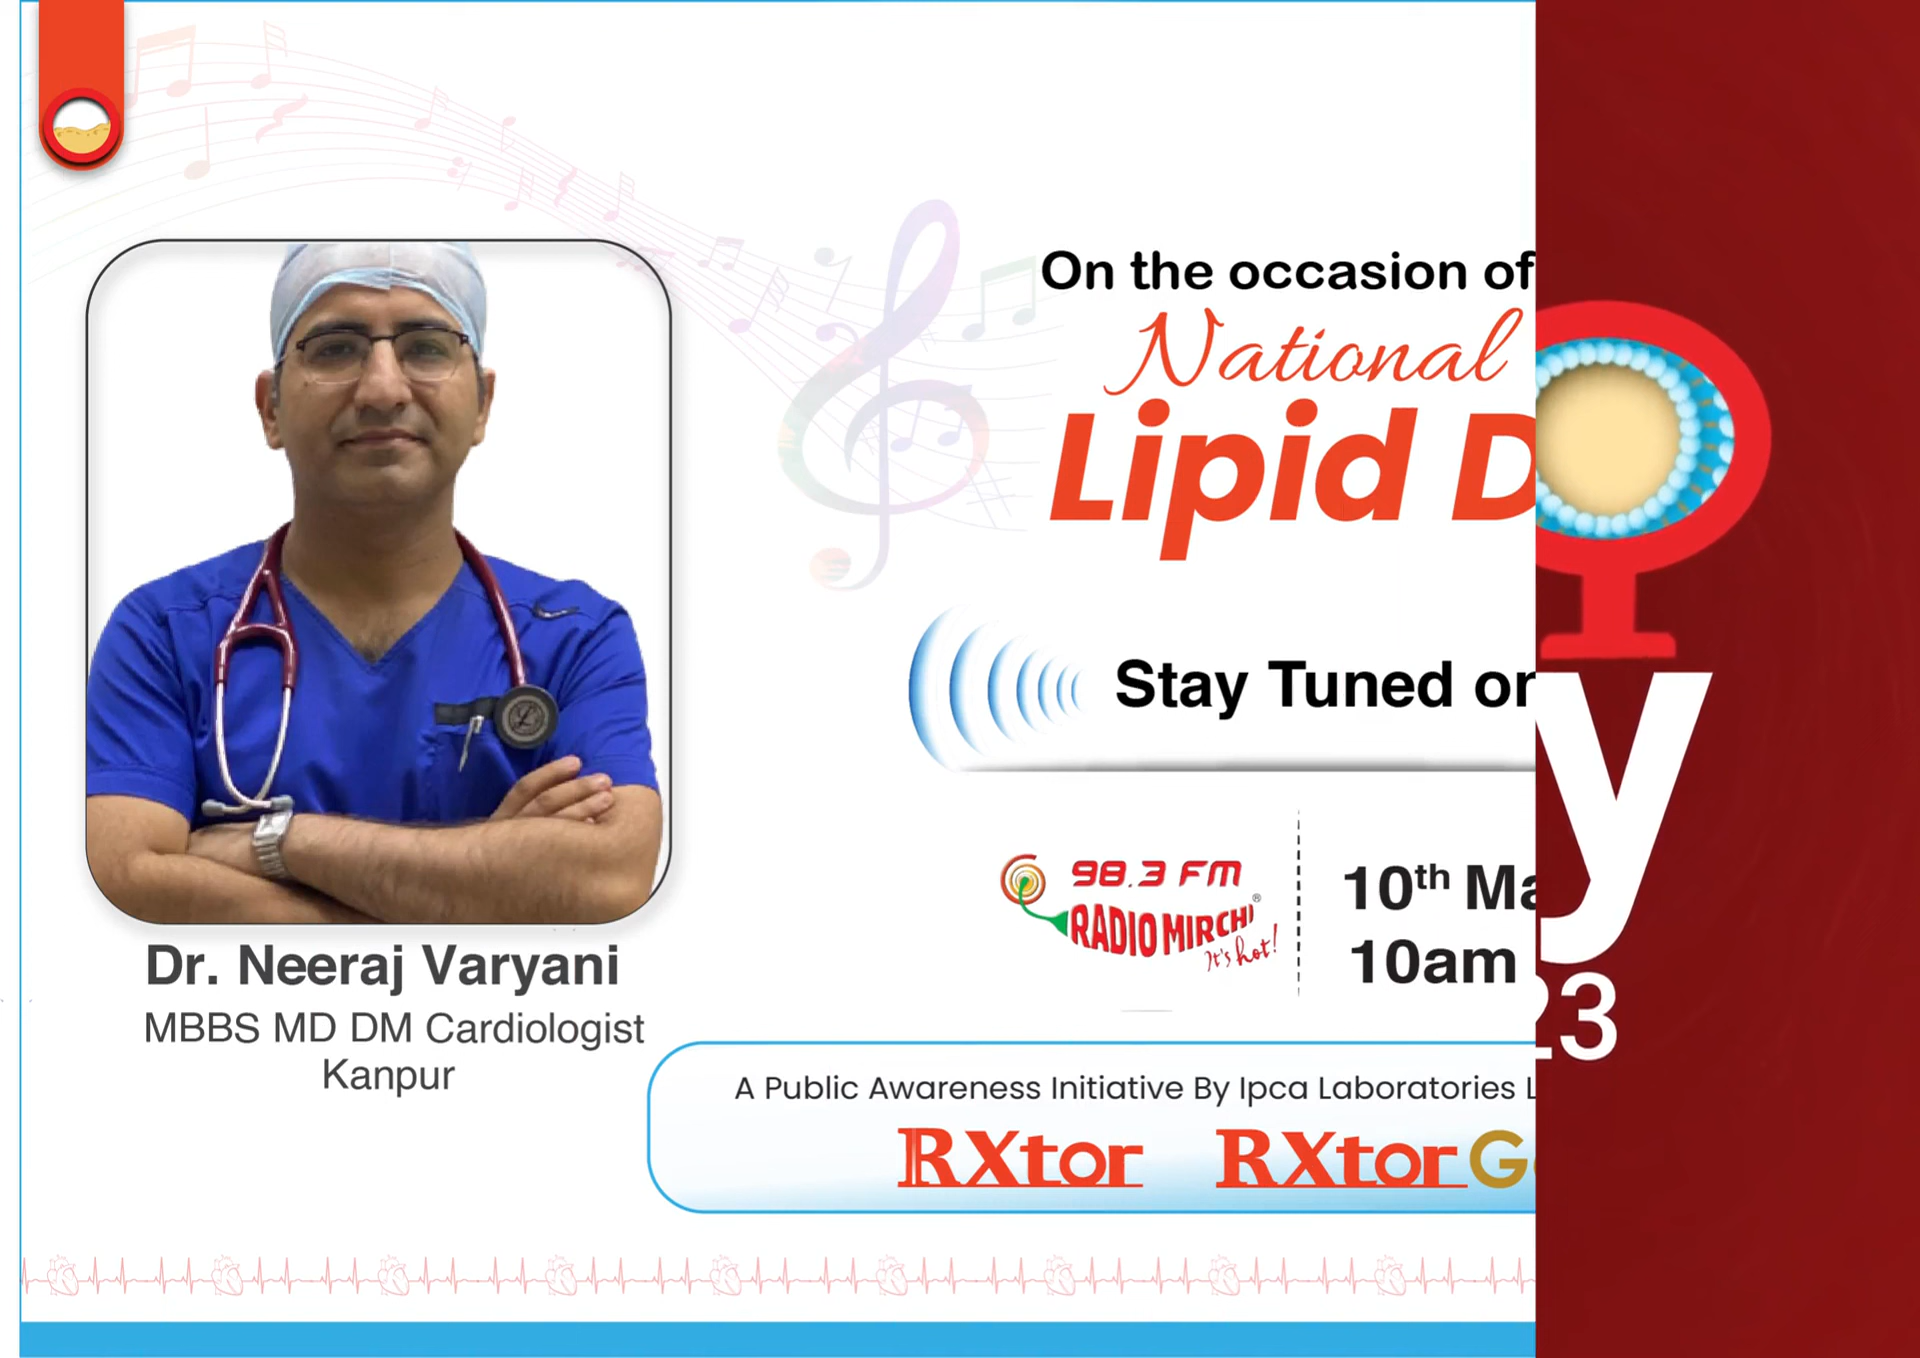 On the occasion of
National
Lipid D
Stay Tuned or
98.3 FM
RADIO MIRCHI
®
It's hot!
10th Ma
10am
y
23
Dr. Neeraj Varyani
MBBS MD DM Cardiologist
Kanpur
A Public Awareness Initiative By Ipca Laboratories L
RXtor RXtor G